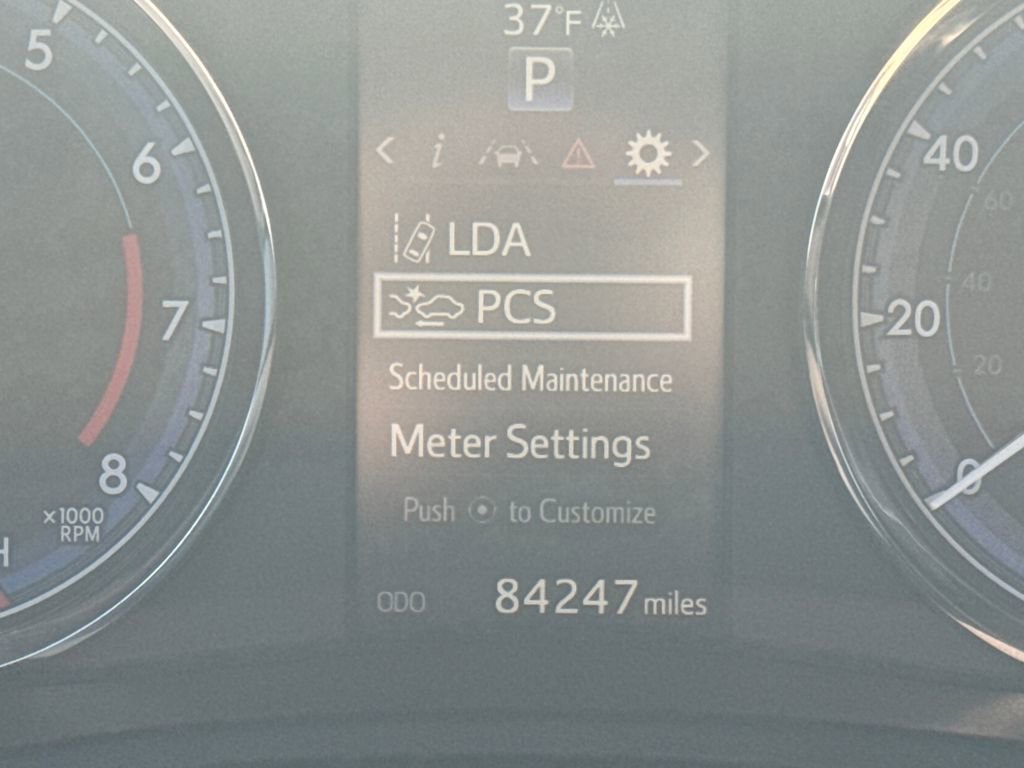 37°F
P
i
LDA
PCS
Scheduled Maintenance
Meter Settings
Push to Customize
ODO 84247 miles
5
6
7
8
×1000
RPM
H
40
20
0
60
40
20